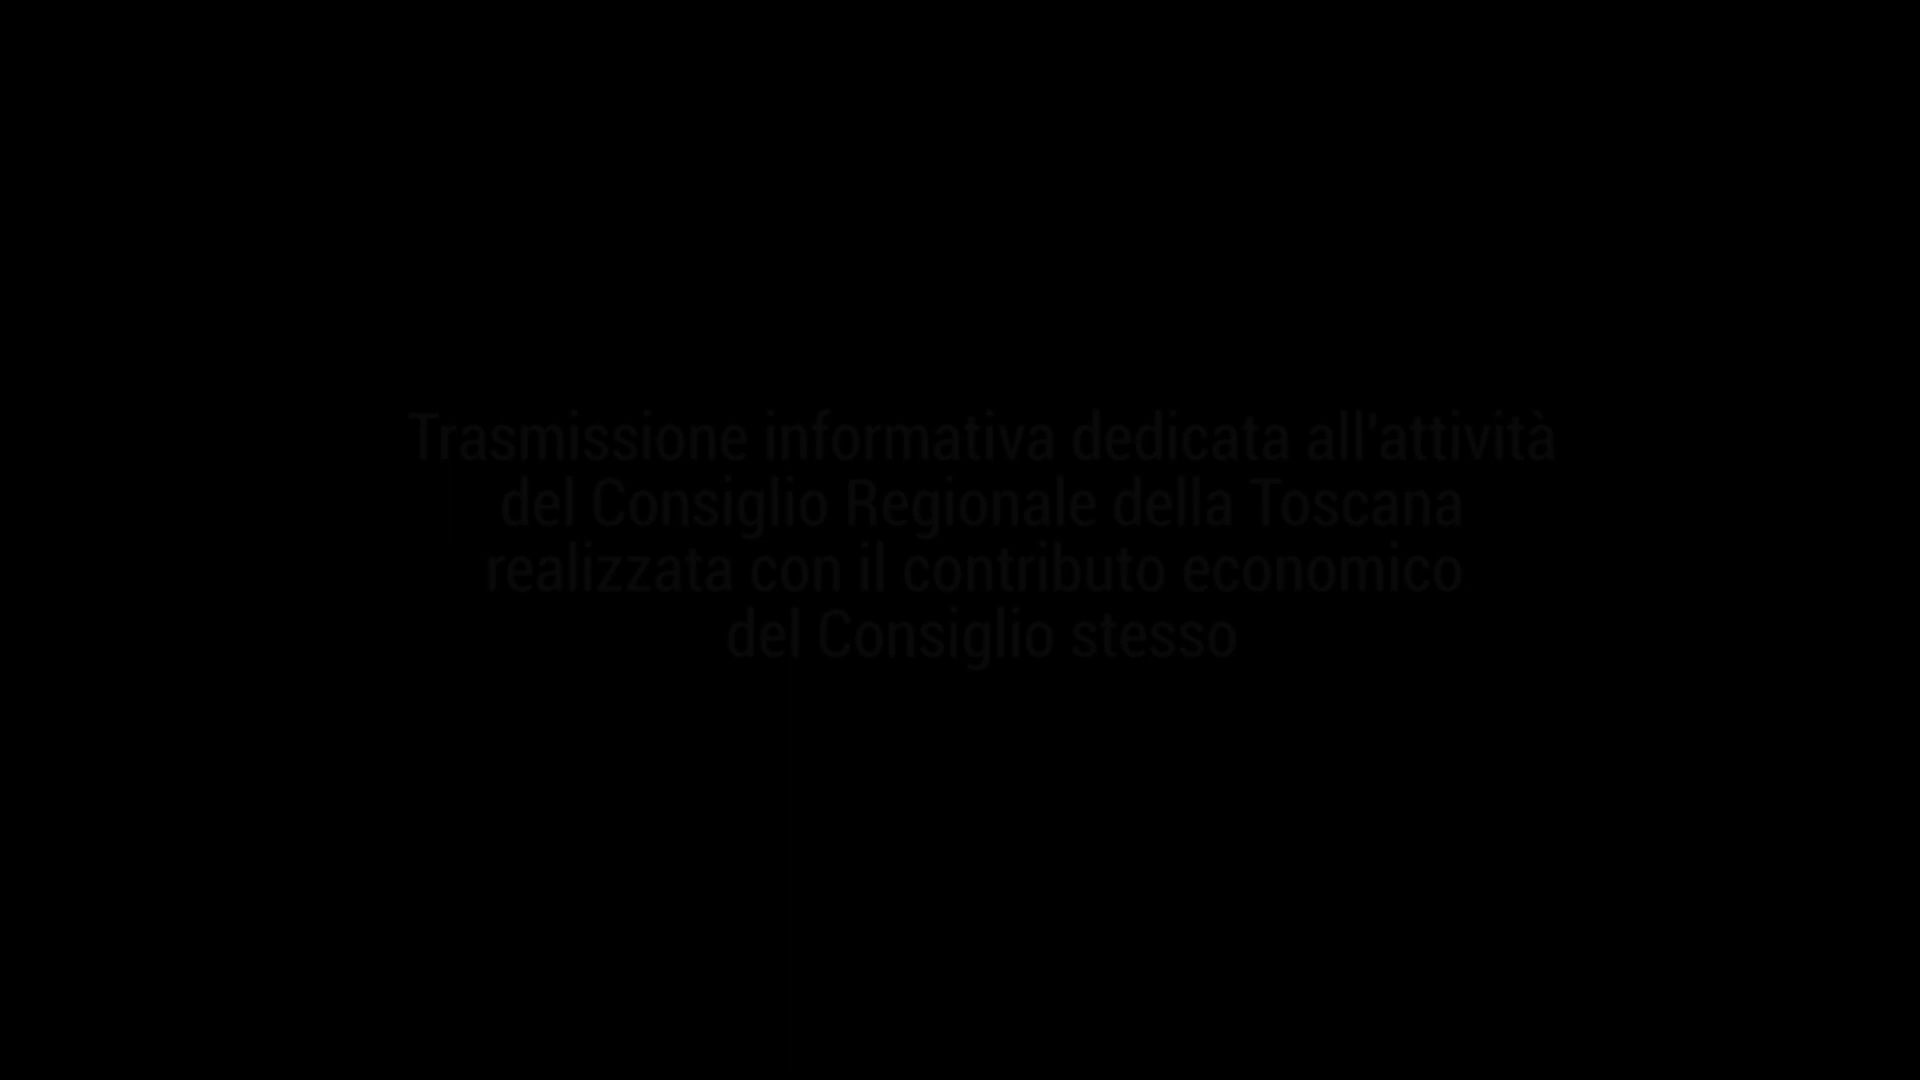 Trasmissione informativa dedicata all'attività
del Consiglio Regionale della Toscana
realizzata con il contributo economico
del Consiglio stesso